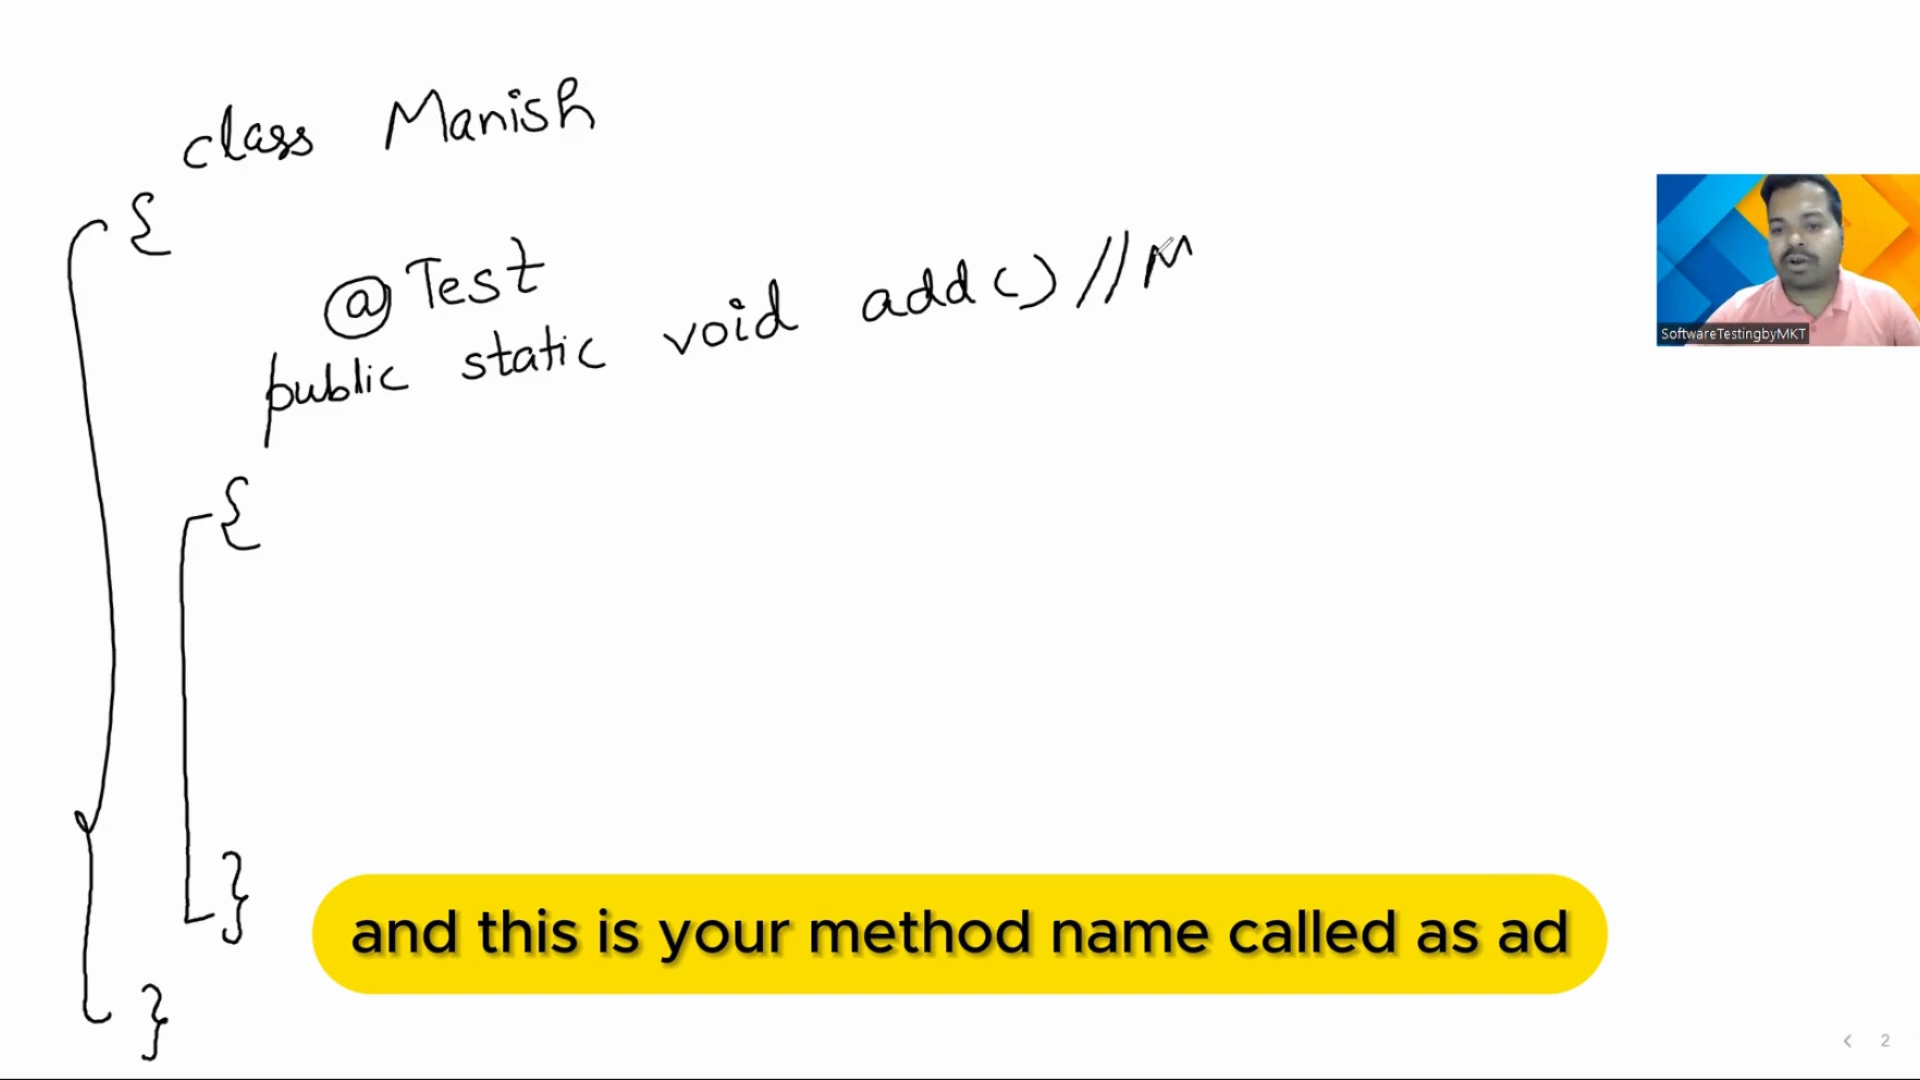 class Manish
{
@Test
public static void add() //M
{
}
}
SoftwareTestingbyMKT
and this is your method name called as ad
< 2